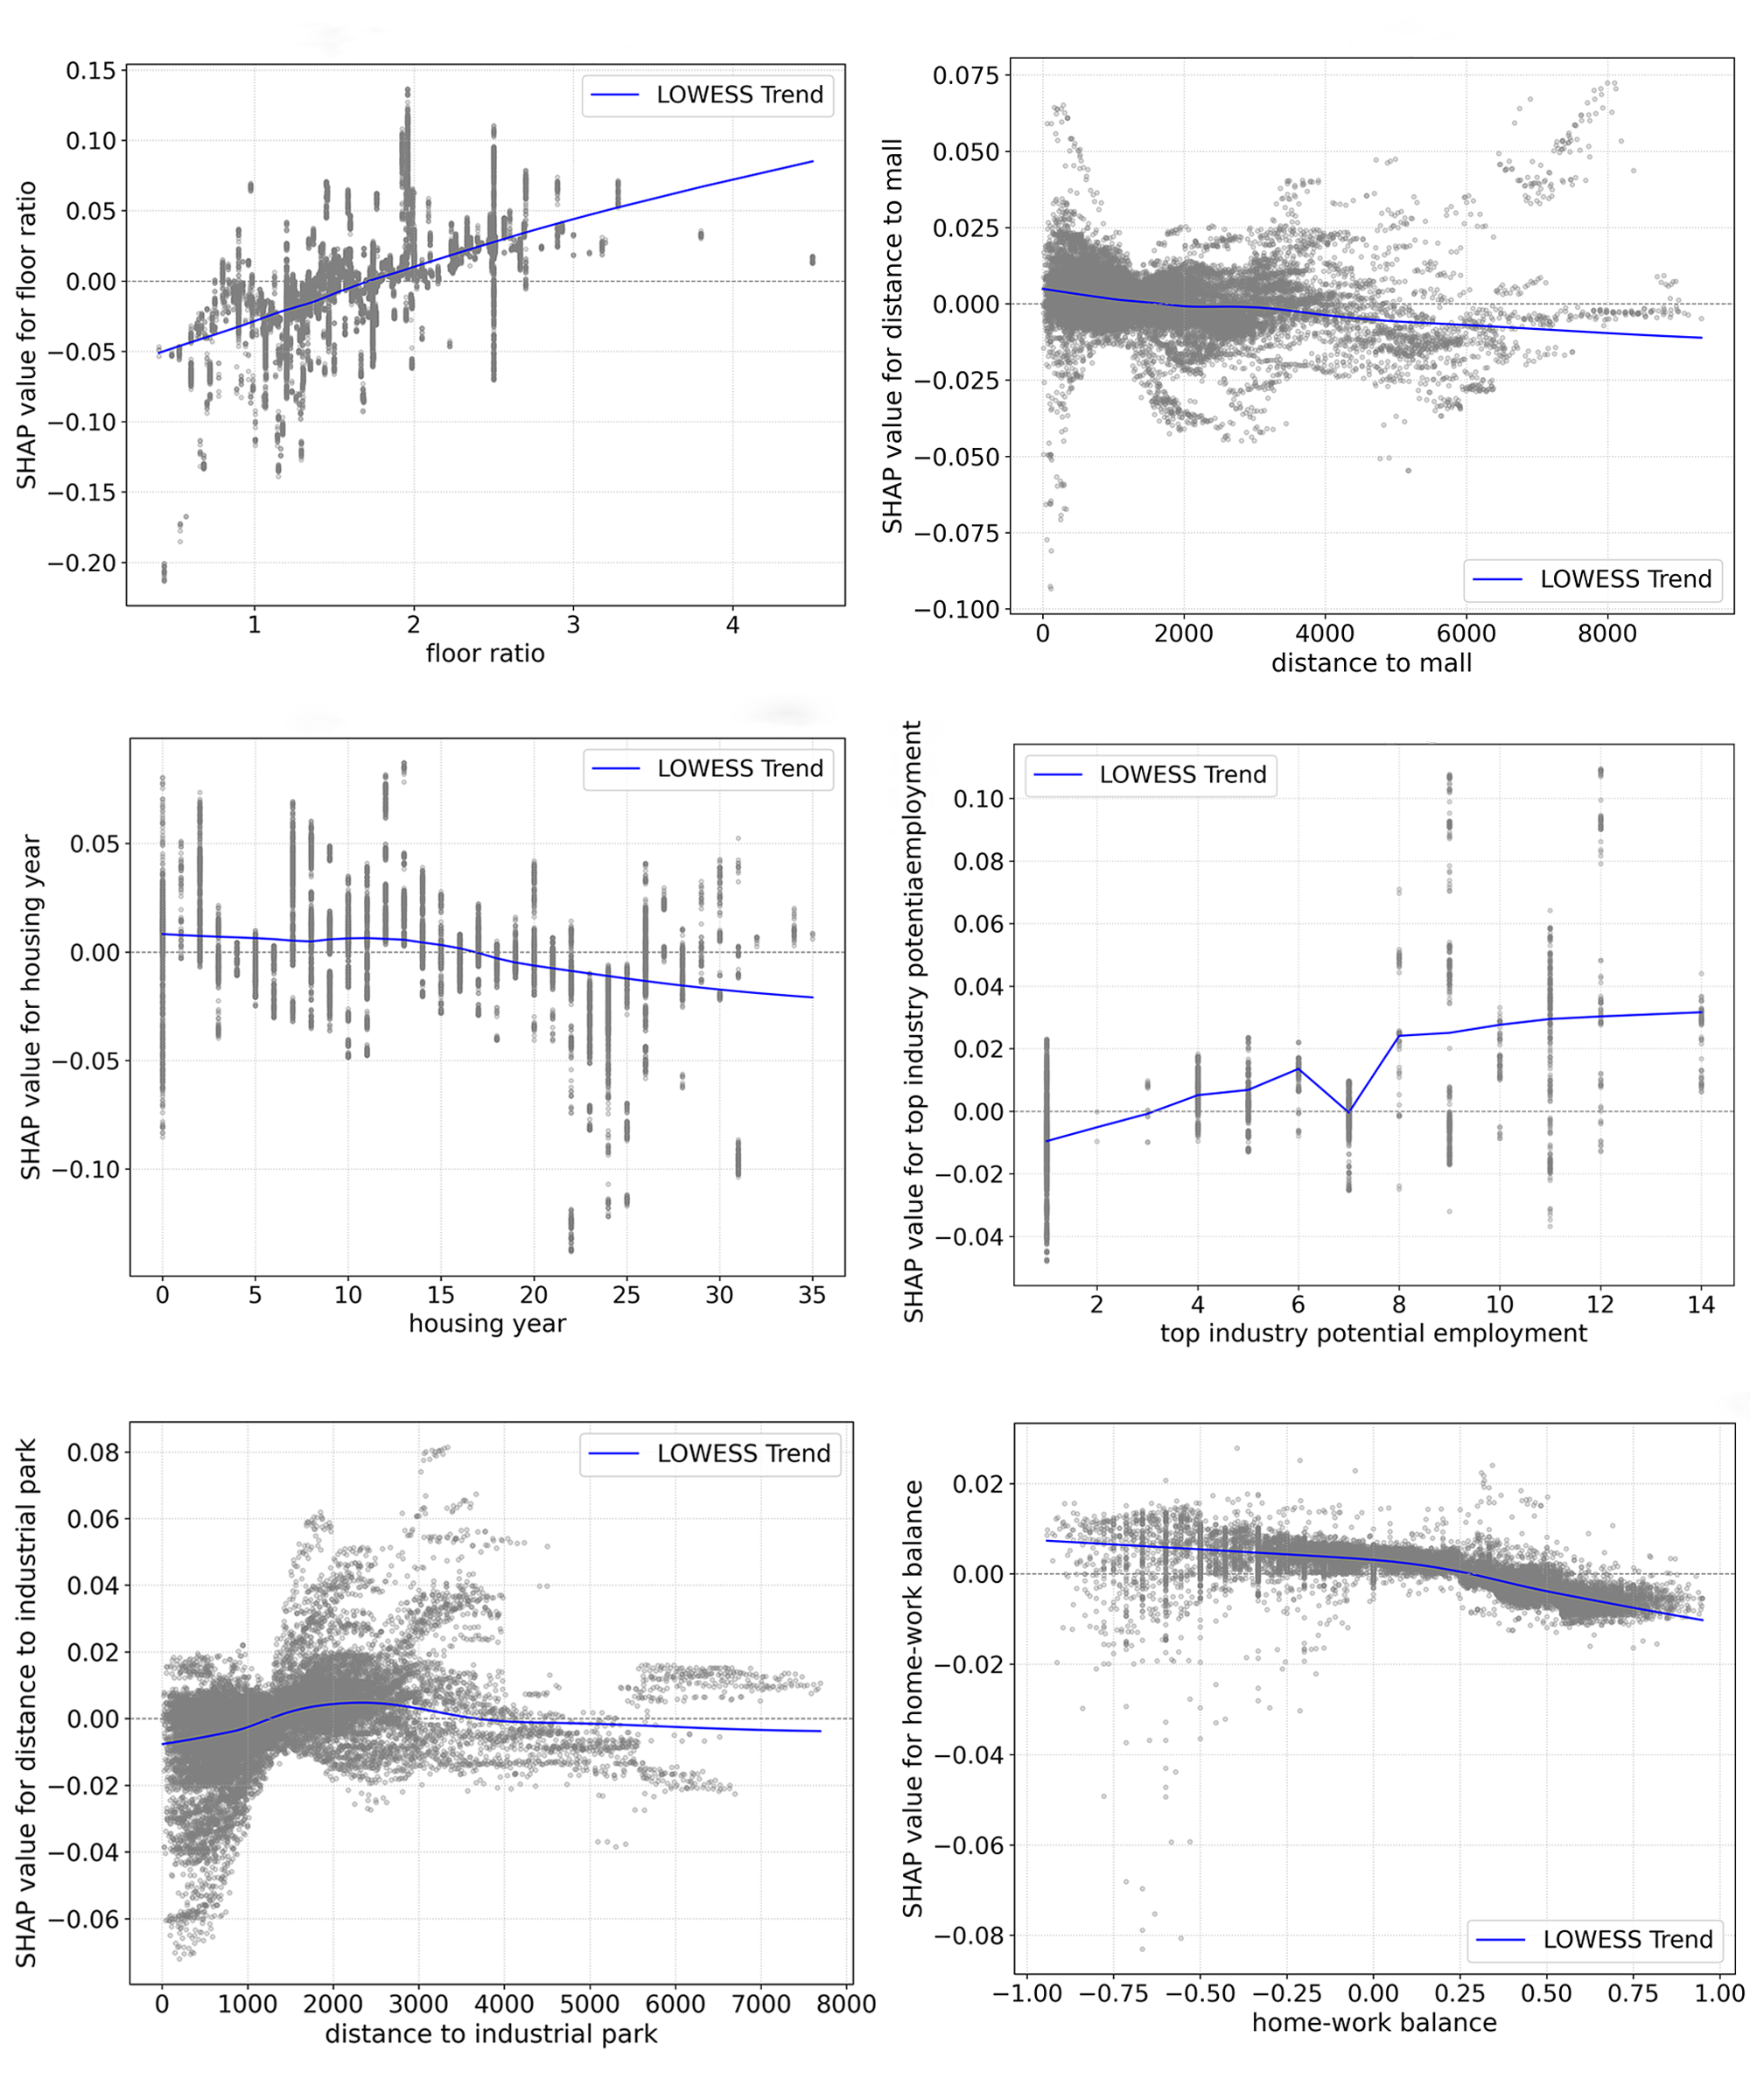 SHAP value for floor ratio
0.15
0.10
0.05
0.00
−0.05
−0.10
−0.15
−0.20
LOWESS Trend
1 2 3 4
floor ratio
SHAP value for distance to mall
0.075
0.050
0.025
0.000
−0.025
−0.050
−0.075
−0.100
LOWESS Trend
0 2000 4000 6000 8000
distance to mall
SHAP value for housing year
0.05
0.00
−0.05
−0.10
LOWESS Trend
0 5 10 15 20 25 30 35
housing year
SHAP value for top industry potentiaemployment
0.10
0.08
0.06
0.04
0.02
0.00
−0.02
−0.04
LOWESS Trend
2 4 6 8 10 12 14
top industry potential employment
SHAP value for distance to industrial park
0.08
0.06
0.04
0.02
0.00
−0.02
−0.04
−0.06
LOWESS Trend
0 1000 2000 3000 4000 5000 6000 7000 8000
distance to industrial park
SHAP value for home-work balance
0.02
0.00
−0.02
−0.04
−0.06
−0.08
LOWESS Trend
−1.00 −0.75 −0.50 −0.25 0.00 0.25 0.50 0.75 1.00
home-work balance